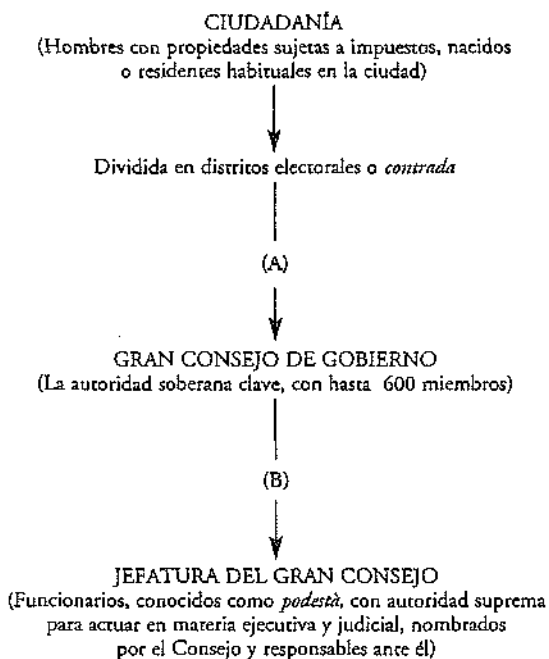 CIUDADANÍA
(Hombres con propiedades sujetas a impuestos, nacidos
o residentes habituales en la ciudad)
Dividida en distritos electorales o contrada
(A)
GRAN CONSEJO DE GOBIERNO
(La autoridad soberana clave, con hasta 600 miembros)
(B)
JEFATURA DEL GRAN CONSEJO
(Funcionarios, conocidos como podestà, con autoridad suprema
para actuar en materia ejecutiva y judicial, nombrados
por el Consejo y responsables ante él)